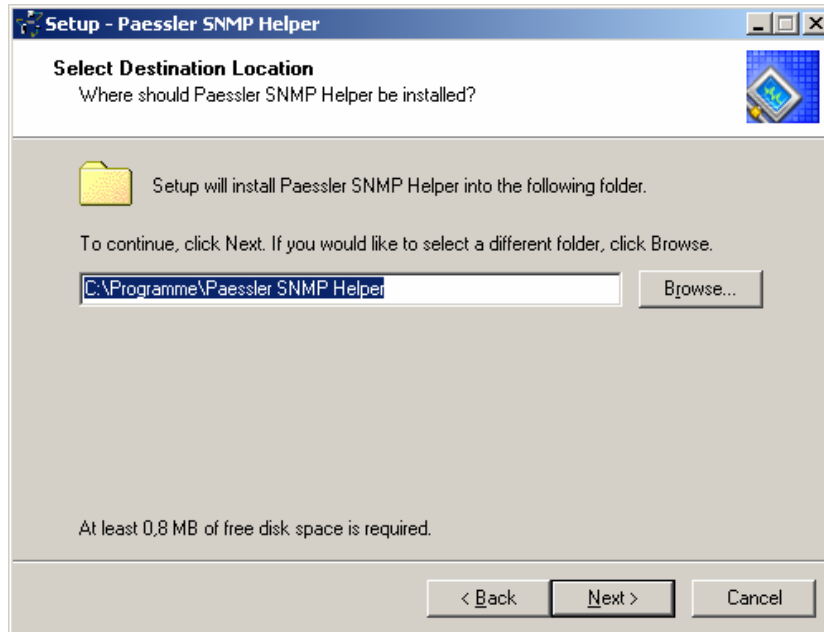 Setup - Paessler SNMP Helper
Select Destination Location
Where should Paessler SNMP Helper be installed?
Setup will install Paessler SNMP Helper into the following folder.
To continue, click Next. If you would like to select a different folder, click Browse.
C:\Programme\Paessler SNMP Helper
Browse...
At least 0,8 MB of free disk space is required.
< Back
Next >
Cancel